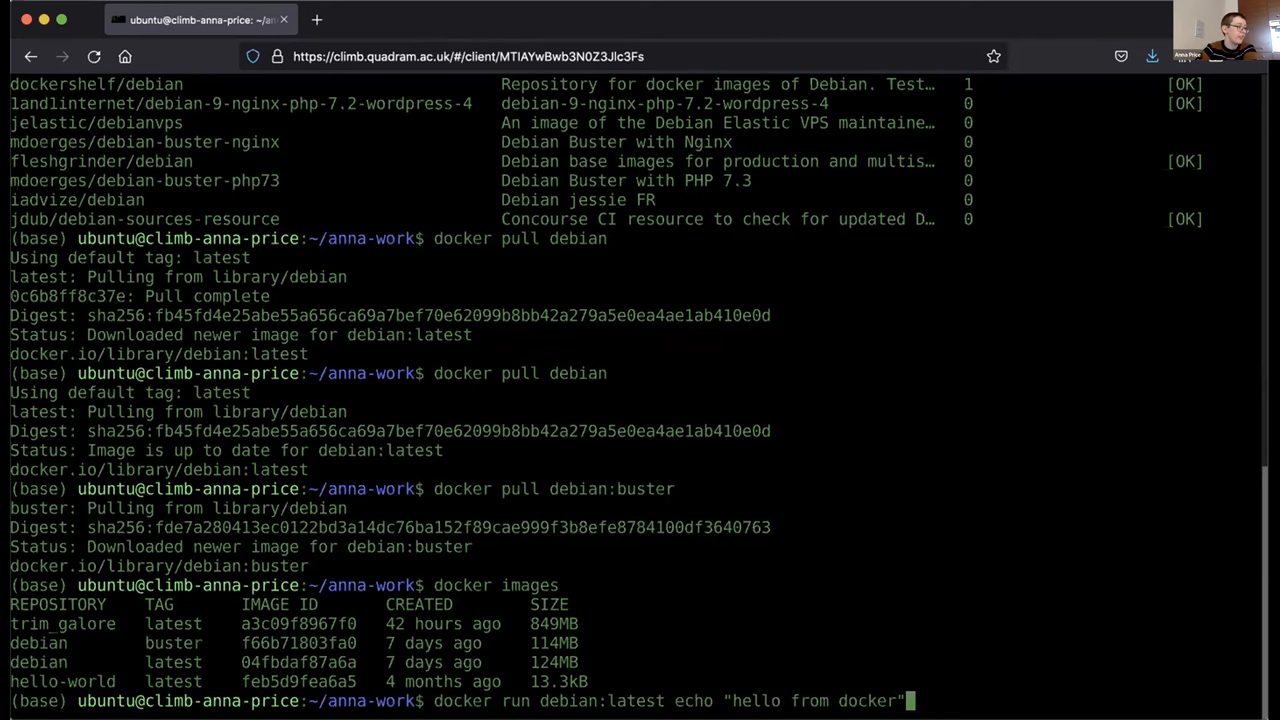 ubuntu@climb-anna-price: ~/an
https://climb.quadram.ac.uk/#/client/MTIAYwBwb3N0Z3Jlc3Fs
Anna Price
dockershelf/debian Repository for docker images of Debian. Test… 1 [OK]
1and1internet/debian-9-nginx-php-7.2-wordpress-4 debian-9-nginx-php-7.2-wordpress-4 0 [OK]
jelastic/debianvps An image of the Debian Elastic VPS maintaine… 0
mdoerges/debian-buster-nginx Debian Buster with Nginx 0
fleshgrinder/debian Debian base images for production and multis… 0 [OK]
mdoerges/debian-buster-php73 Debian Buster with PHP 7.3 0
iadvize/debian Debian jessie FR 0
jdub/debian-sources-resource Concourse CI resource to check for updated D… 0 [OK]
(base) ubuntu@climb-anna-price:~/anna-work$ docker pull debian
Using default tag: latest
latest: Pulling from library/debian
0c6b8ff8c37e: Pull complete
Digest: sha256:fb45fd4e25abe55a656ca69a7bef70e62099b8bb42a279a5e0ea4ae1ab410e0d
Status: Downloaded newer image for debian:latest
docker.io/library/debian:latest
(base) ubuntu@climb-anna-price:~/anna-work$ docker pull debian
Using default tag: latest
latest: Pulling from library/debian
Digest: sha256:fb45fd4e25abe55a656ca69a7bef70e62099b8bb42a279a5e0ea4ae1ab410e0d
Status: Image is up to date for debian:latest
docker.io/library/debian:latest
(base) ubuntu@climb-anna-price:~/anna-work$ docker pull debian:buster
buster: Pulling from library/debian
Digest: sha256:fde7a280413ec0122bd3a14dc76ba152f89cae999f3b8efe8784100df3640763
Status: Downloaded newer image for debian:buster
docker.io/library/debian:buster
(base) ubuntu@climb-anna-price:~/anna-work$ docker images
REPOSITORY TAG IMAGE ID CREATED SIZE
trim_galore latest a3c09f8967f0 42 hours ago 849MB
debian buster f66b71803fa0 7 days ago 114MB
debian latest 04fbdaf87a6a 7 days ago 124MB
hello-world latest feb5d9fea6a5 4 months ago 13.3kB
(base) ubuntu@climb-anna-price:~/anna-work$ docker run debian:latest echo "hello from docker"